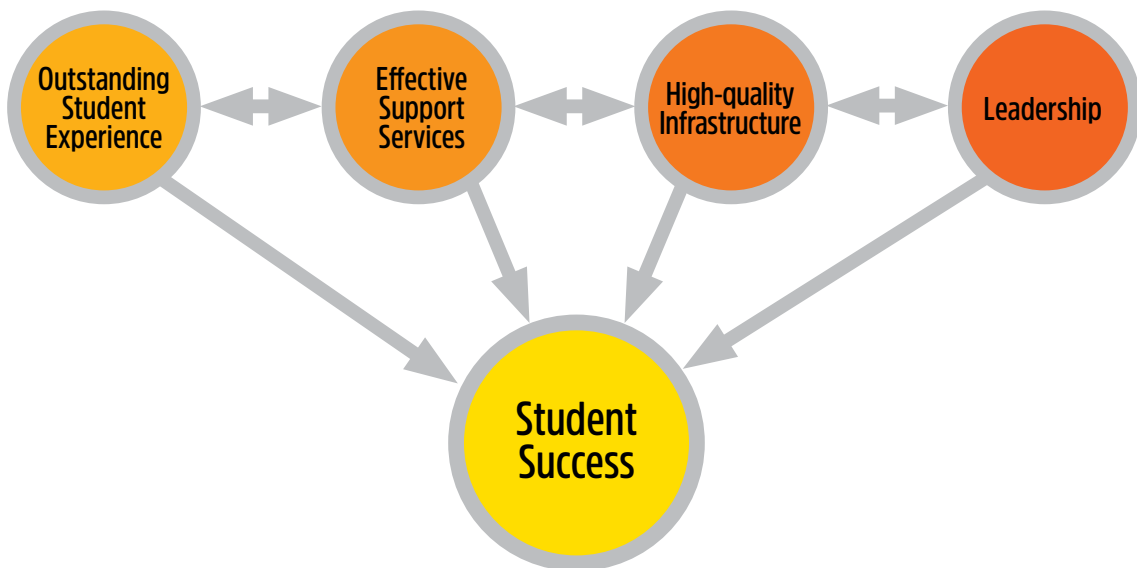 Outstanding
Student
Experience
Effective
Support
Services
High-quality
Infrastructure
Leadership
Student
Success